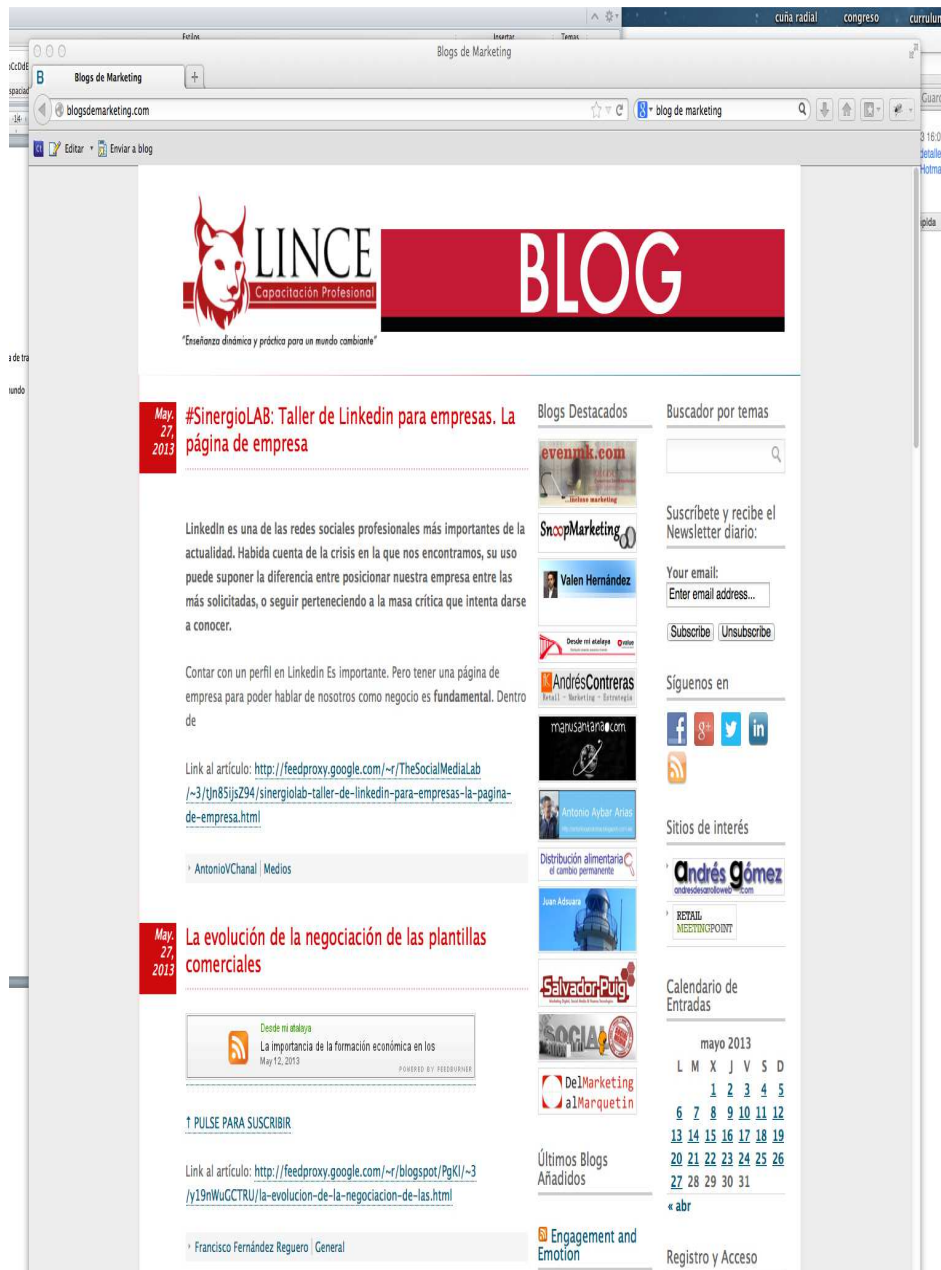 cuña radial congreso
Estilos Insertar Temas
Blogs de Marketing
Blogs de Marketing
blogsdemarketing.com
blog de marketing
Editar
Enviar a blog
LINCE
Capacitación Profesional
"Enseñanza dinámica y práctica para un mundo cambiante"
BLOG
May.
27,
2013
#SinergioLAB: Taller de Linkedin para empresas. La
página de empresa
LinkedIn es una de las redes sociales profesionales más importantes de la
actualidad. Habida cuenta de la crisis en la que nos encontramos, su uso
puede suponer la diferencia entre posicionar nuestra empresa entre las
más solicitadas, o seguir perteneciendo a la masa crítica que intenta darse
a conocer.
Contar con un perfil en Linkedin Es importante. Pero tener una página de
empresa para poder hablar de nosotros como negocio es fundamental. Dentro
de
Link al artículo: http://feedproxy.google.com/~r/TheSocialMediaLab
/~3/tJn85ijsZ94/sinergiolab-taller-de-linkedin-para-empresas-la-pagina-
de-empresa.html
AntonioVChanal | Medios
May.
27,
2013
La evolución de la negociación de las plantillas
comerciales
Desde mi atalaya
La importancia de la formación económica en los
May 12, 2013
POWERED BY FEEDBURNER
↑ PULSE PARA SUSCRIBIR
Link al artículo: http://feedproxy.google.com/~r/blogspot/PgKI/~3
/y19nWuGCTRU/la-evolucion-de-la-negociacion-de-las.html
Francisco Fernández Reguero | General
Blogs Destacados
evenmk.com
...incluso marketing
SnoopMarketing
Valen Hernández
Desde mi atalaya
value
AndrésContreras
Retail - Marketing - Estrategia
manusantana.com
Antonio Aybar Arias
Distribución alimentaria
el cambio permanente
Juan Adsuara
Salvador Puig
SOCIAL
DelMarketing
alMarquetin
Últimos Blogs
Añadidos
Engagement and
Emotion
Buscador por temas
Suscríbete y recibe el
Newsletter diario:
Your email:
Enter email address...
Subscribe Unsubscribe
Síguenos en
Sitios de interés
andrés gómez
andresdesarrolloweb .com
RETAIL
MEETINGPOINT
Calendario de
Entradas
mayo 2013
L M X J V S D
1 2 3 4 5
6 7 8 9 10 11 12
13 14 15 16 17 18 19
20 21 22 23 24 25 26
27 28 29 30 31
« abr
Registro y Acceso